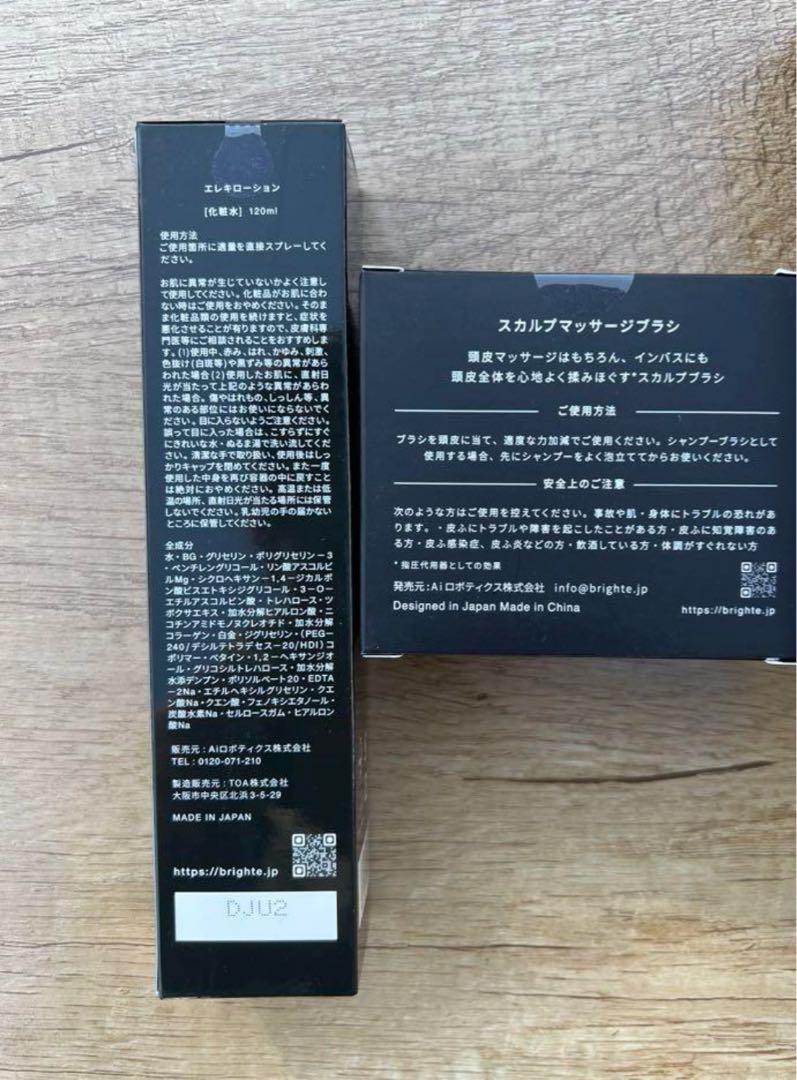 エレキローション
[化粧水] 120ml
使用方法
ご使用箇所に適量を直接スプレーしてく
ださい。
お肌に異常が生じていないかよく注意し
て使用してください。化粧品がお肌に合わ
ない時はご使用をおやめください。そのま
ま化粧品類の使用を続けますと、症状を
悪化させることが有りますので、皮膚科専
門医等にご相談されることをおすすめしま
す。(1)使用中、赤み、はれ、かゆみ、刺激、
色抜け(白斑等)や黒ずみ等の異常があら
われた場合(2)使用したお肌に、直射日
光が当たって上記のような異常があらわ
れた場合。傷やはれもの、しっしん等、異
常のある部位にはお使いにならないでく
ださい。目に入らないようご注意ください。
誤って目に入った場合は、こすらずにすぐ
にきれいな水・ぬるま湯で洗い流してくだ
さい。清潔な手で取り扱い、使用後はしっ
かりキャップを閉めてください。また一度
使用した中身を再び容器の中に戻すこと
は絶対におやめください。高温または低
温の場所、直射日光が当たる場所には保管
しないでください。乳幼児の手の届かない
ところに保管してください。
全成分
水・BG・グリセリン・ポリグリセリン-3
・ペンチレングリコール・リン酸アスコルビ
ルMg・シクロヘキサン-1,4-ジカルボ
ン酸ビスエトキシジグリコール・3-O-
エチルアスコルビン酸・トレハロース・ツ
ボクサエキス・加水分解ヒアルロン酸・ニ
コチンアミドモノヌクレオチド・加水分解
コラーゲン・白金・ジグリセリン・(PEG-
240/デシルテトラデセス-20/HDI)コ
ポリマー・ベタイン・1,2-ヘキサンジオ
ール・グリコシルトレハロース・加水分解
水添デンプン・ポリソルベート20・EDTA
-2Na・エチルヘキシルグリセリン・クエ
ン酸Na・クエン酸・フェノキシエタノール・
炭酸水素Na・セルロースガム・ヒアルロン
酸Na
販売元:Aiロボティクス株式会社
TEL:0120-071-210
製造販売元:TOA株式会社
大阪市中央区北浜3-5-29
MADE IN JAPAN
https://brighte.jp
DJU2
スカルプマッサージブラシ
頭皮マッサージはもちろん、インバスにも
頭皮全体を心地よく揉みほぐす*スカルプブラシ
ご使用方法
ブラシを頭皮に当て、適度な力加減でご使用ください。シャンプーブラシとして
使用する場合、先にシャンプーをよく泡立ててからお使いください。
安全上のご注意
次のような方はご使用を控えてください。事故や肌・身体にトラブルの恐れがあ
ります。・皮ふにトラブルや障害を起こしたことがある方・皮ふに知覚障害のあ
る方・皮ふ感染症、皮ふ炎などの方・飲酒している方・体調がすぐれない方
*指圧代用器としての効果
発売元:Aiロボティクス株式会社 info@brighte.jp
Designed in Japan Made in China
https://brighte.jp